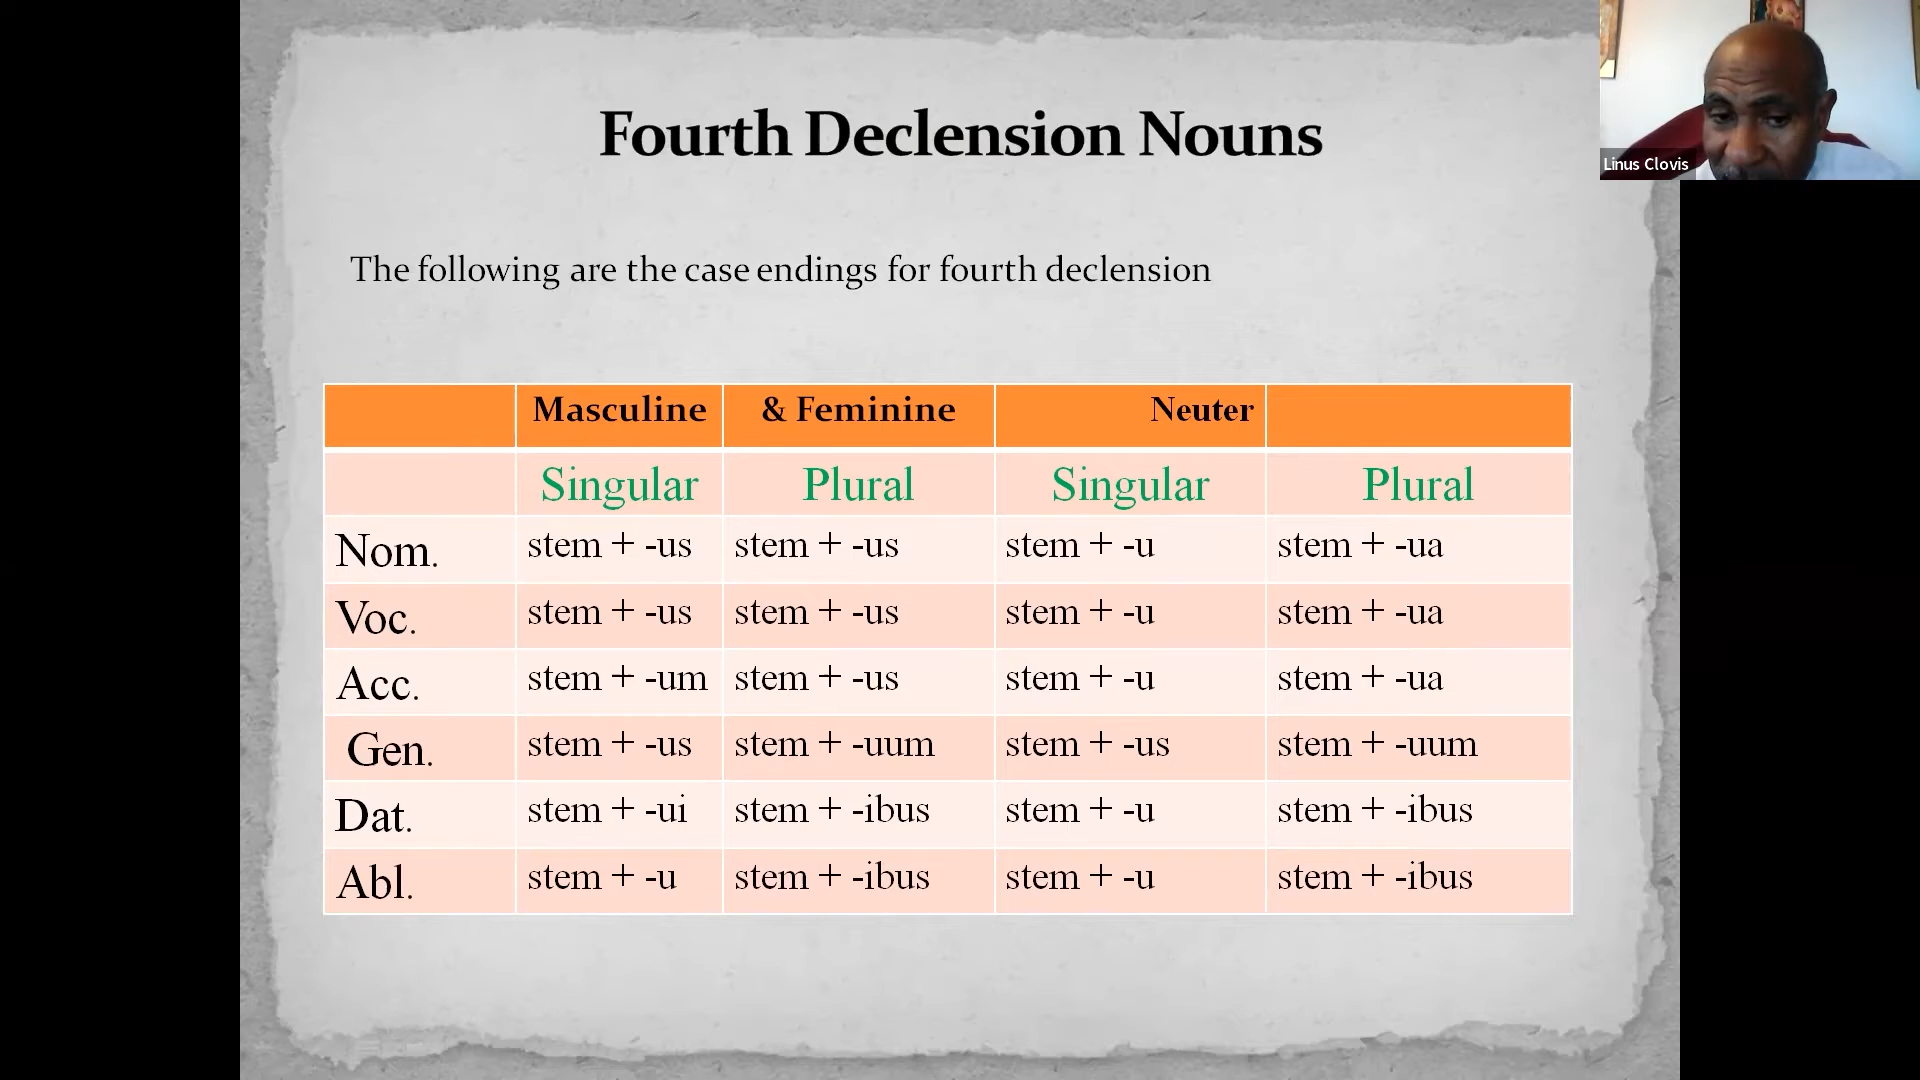 Fourth Declension Nouns
Linus Clovis
The following are the case endings for fourth declension
Masculine & Feminine Neuter
Singular Plural Singular Plural
Nom. stem + -us stem + -us stem + -u stem + -ua
Voc. stem + -us stem + -us stem + -u stem + -ua
Acc. stem + -um stem + -us stem + -u stem + -ua
Gen. stem + -us stem + -uum stem + -us stem + -uum
Dat. stem + -ui stem + -ibus stem + -u stem + -ibus
Abl. stem + -u stem + -ibus stem + -u stem + -ibus